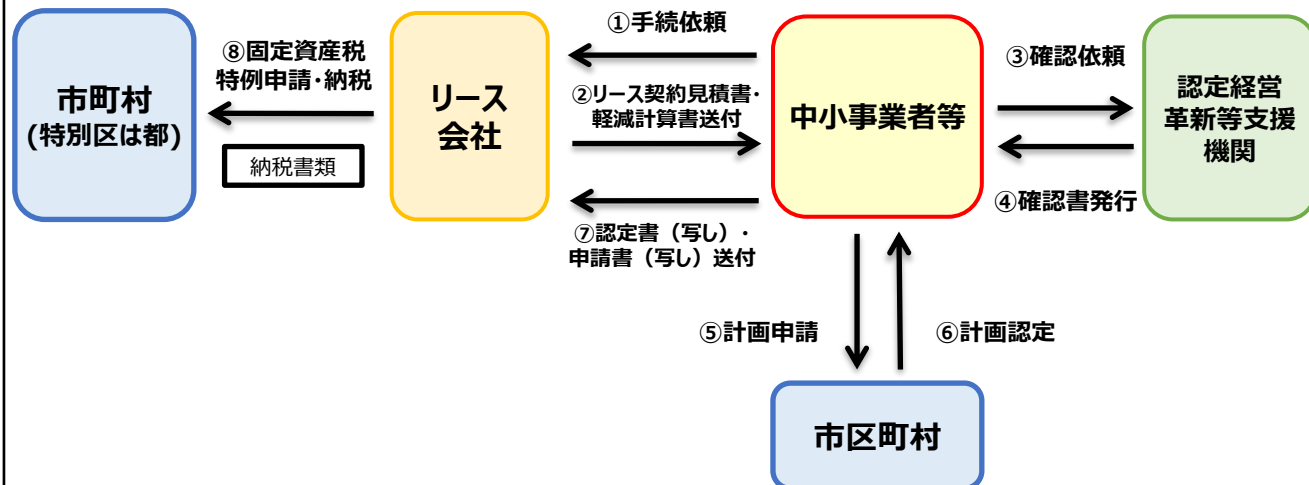 ①手続依頼
⑧固定資産税
特例申請・納税
③確認依頼
市町村
(特別区は都)
リース
会社
②リース契約見積書・
軽減計算書送付
中小事業者等
認定経営
革新等支援
機関
納税書類
④確認書発行
⑦認定書（写し）・
申請書（写し）送付
⑤計画申請
⑥計画認定
市区町村